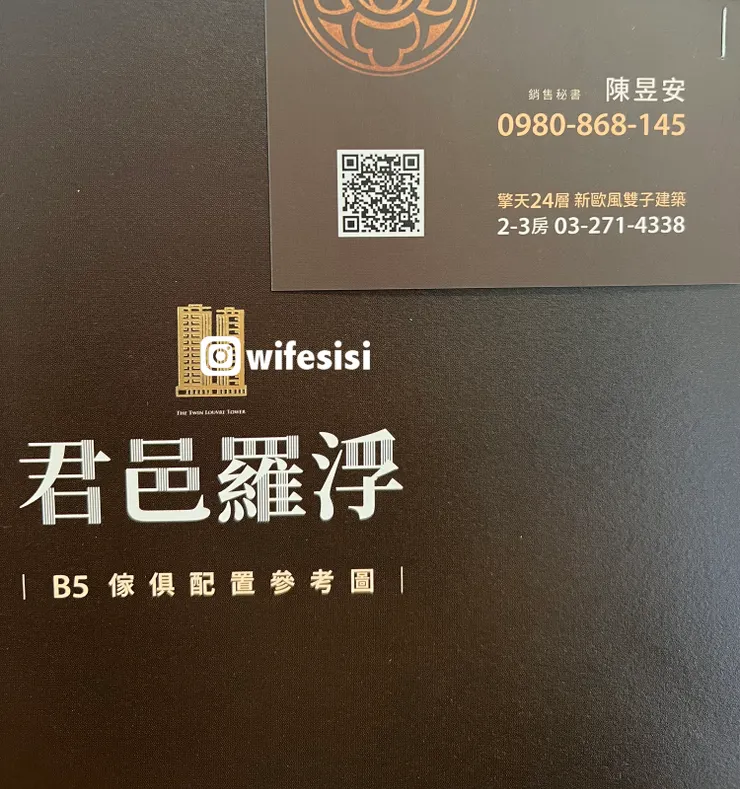 銷售秘書 陳昱安
0980-868-145
擎天24層 新歐風雙子建築
2-3房 03-271-4338
wifesisi
THE TWIN LOUVRE TOWER
君邑羅浮
| B5 傢俱配置參考圖 |